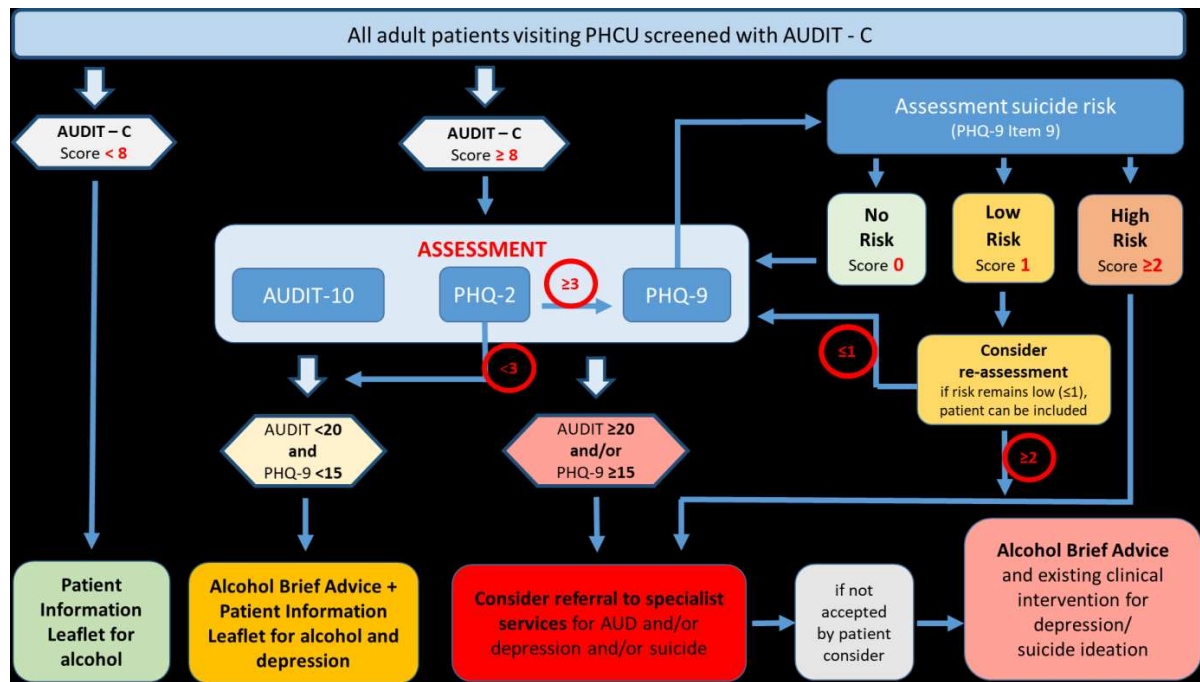 All adult patients visiting PHCU screened with AUDIT - C
AUDIT – C
Score < 8
AUDIT – C
Score ≥ 8
Assessment suicide risk
(PHQ-9 Item 9)
No
Risk
Score 0
Low
Risk
Score 1
High
Risk
Score ≥2
ASSESSMENT
AUDIT-10
PHQ-2
≥3
PHQ-9
<3
≤1
Consider
re-assessment
if risk remains low (≤1),
patient can be included
≥2
AUDIT <20
and
PHQ-9 <15
AUDIT ≥20
and/or
PHQ-9 ≥15
Patient
Information
Leaflet for
alcohol
Alcohol Brief Advice +
Patient Information
Leaflet for alcohol and
depression
Consider referral to specialist
services for AUD and/or
depression and/or suicide
if not
accepted
by patient
consider
Alcohol Brief Advice
and existing clinical
intervention for
depression/
suicide ideation